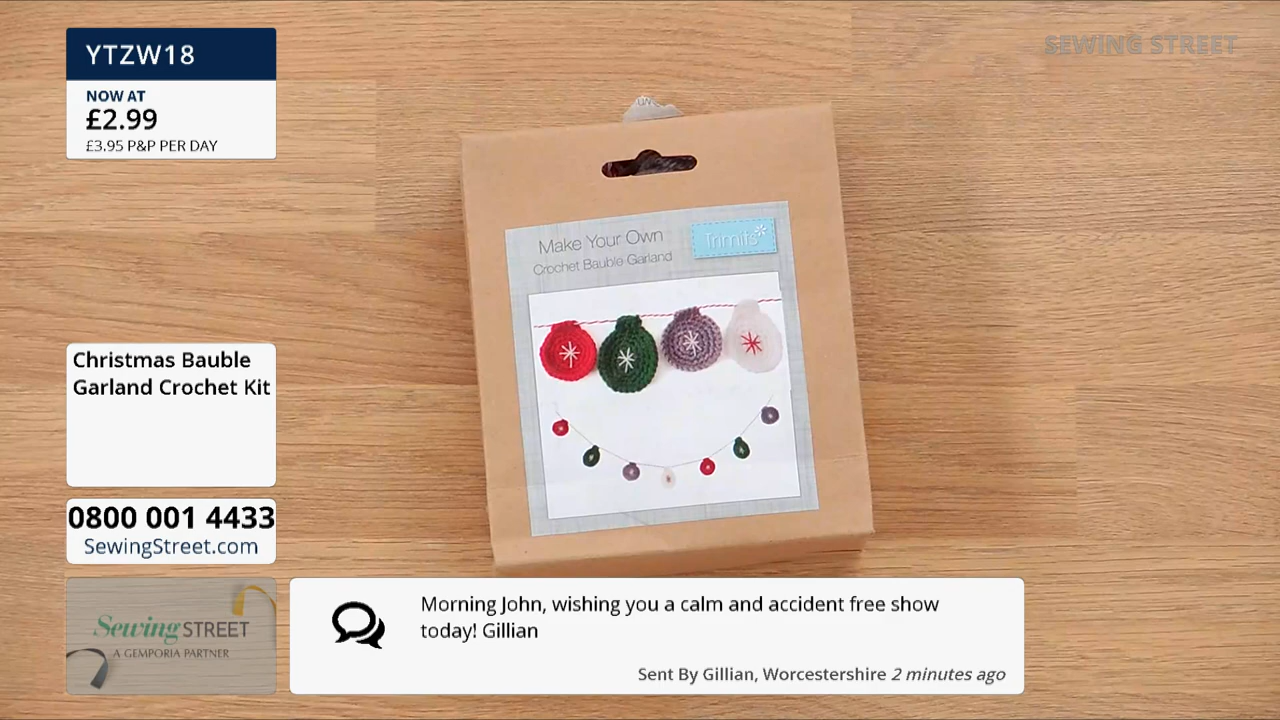 YTZW18
NOW AT
£2.99
£3.95 P&P PER DAY
SEWING STREET
Make Your Own
Crochet Bauble Garland
Trimits
Christmas Bauble
Garland Crochet Kit
0800 001 4433
SewingStreet.com
Sewing STREET
A GEMPORIA PARTNER
Morning John, wishing you a calm and accident free show
today! Gillian
Sent By Gillian, Worcestershire 2 minutes ago